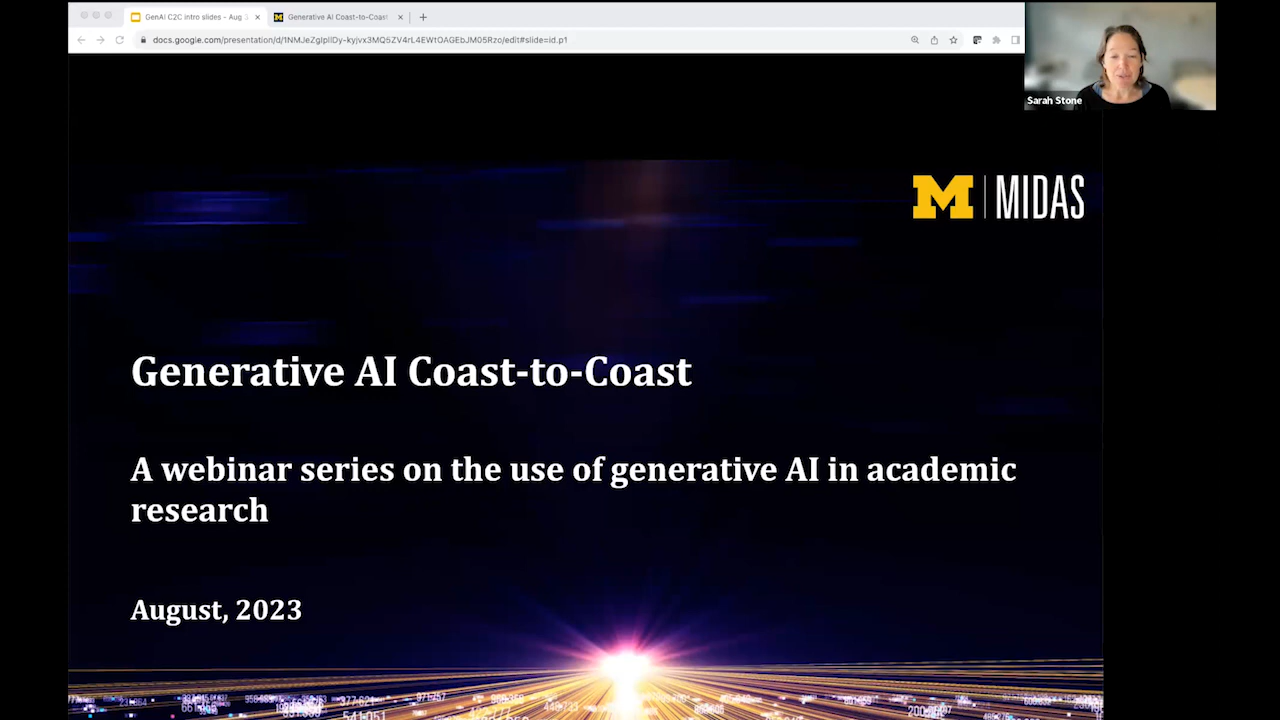 GenAI C2C intro slides - Aug
Generative AI Coast-to-Coast
docs.google.com/presentation/d/1NMJeZglpIlDy-kyjvx3MQ5ZV4rL4EWtOAGEbJM05Rzo/edit#slide=id.p1
Sarah Stone
M | MIDAS
Generative AI Coast-to-Coast
A webinar series on the use of generative AI in academic
research
August, 2023